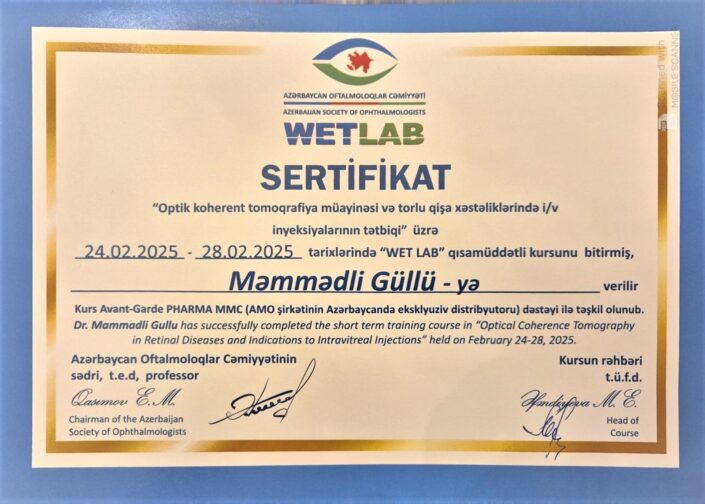 AZƏRBAYCAN OFTALMOLOQLAR CƏMİYYƏTİ
AZERBAIJAN SOCIETY OF OPHTHALMOLOGISTS
WETLAB
SERTİFİKAT
“Optik koherent tomoqrafiya müayinəsi və torlu qişa xəstəliklərində i/v
inyeksiyalarının tətbiqi” üzrə
24.02.2025 - 28.02.2025 tarixlərində “WET LAB” qısamüddətli kursunu bitirmiş,
Məmmədli Güllü - yə verilir
Kurs Avant-Garde PHARMA MMC (AMO şirkətinin Azərbaycanda eksklyuziv distribyutoru) dəstəyi ilə təşkil olunub.
Dr. Mammadli Gullu has successfully completed the short term training course in “Optical Coherence Tomography
in Retinal Diseases and Indications to Intravitreal Injections” held on February 24-28, 2025.
Azərbaycan Oftalmoloqlar Cəmiyyətinin
sədri, t.e.d, professor
Qasımov E. M.
Chairman of the Azerbaijan
Society of Ophthalmologists
Kursun rəhbəri
t.ü.f.d.
Əfəndiyeva M. E.
Head of
Course
MOBILE SCANNER